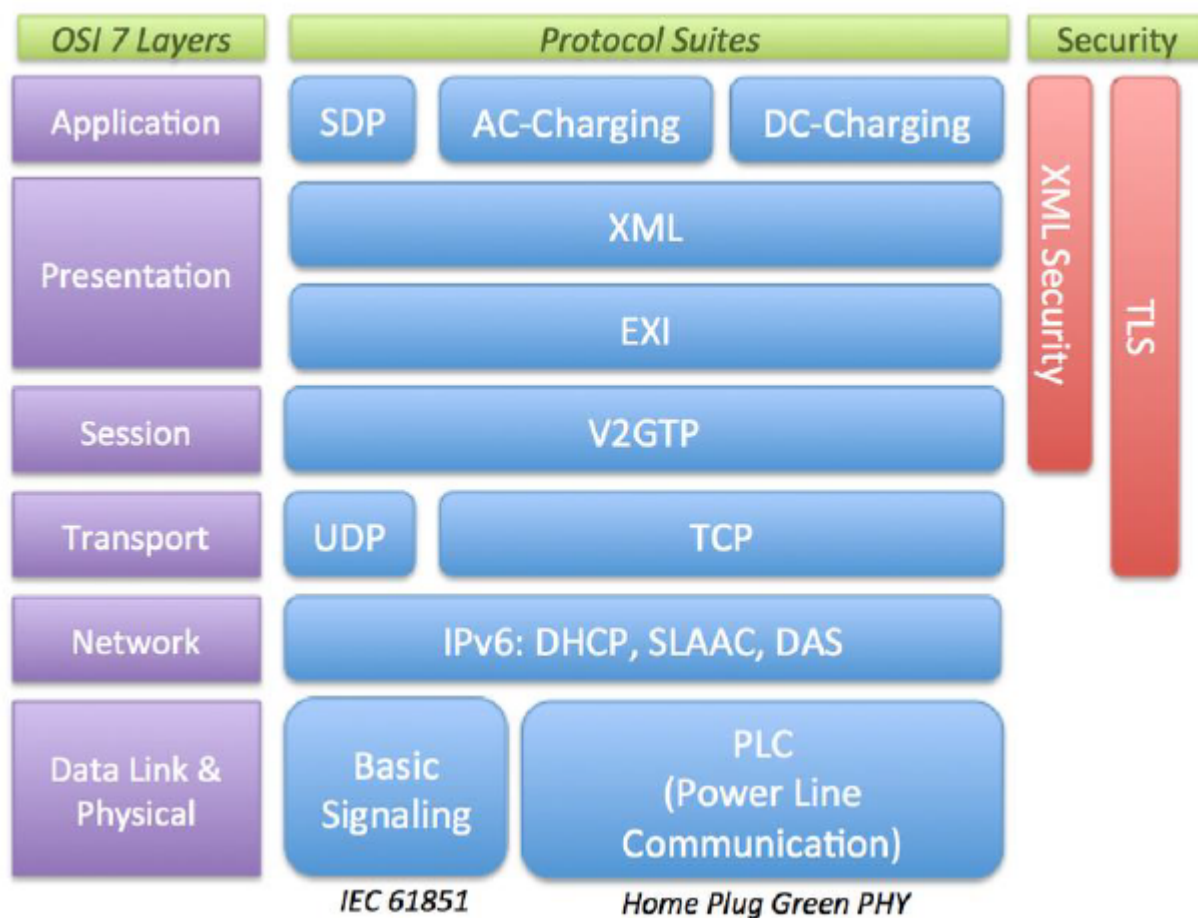 OSI 7 Layers
Protocol Suites
Security
Application
SDP
AC-Charging
DC-Charging
XML Security
TLS
Presentation
XML
EXI
Session
V2GTP
Transport
UDP
TCP
Network
IPv6: DHCP, SLAAC, DAS
Data Link &
Physical
Basic
Signaling
PLC
(Power Line
Communication)
IEC 61851
Home Plug Green PHY